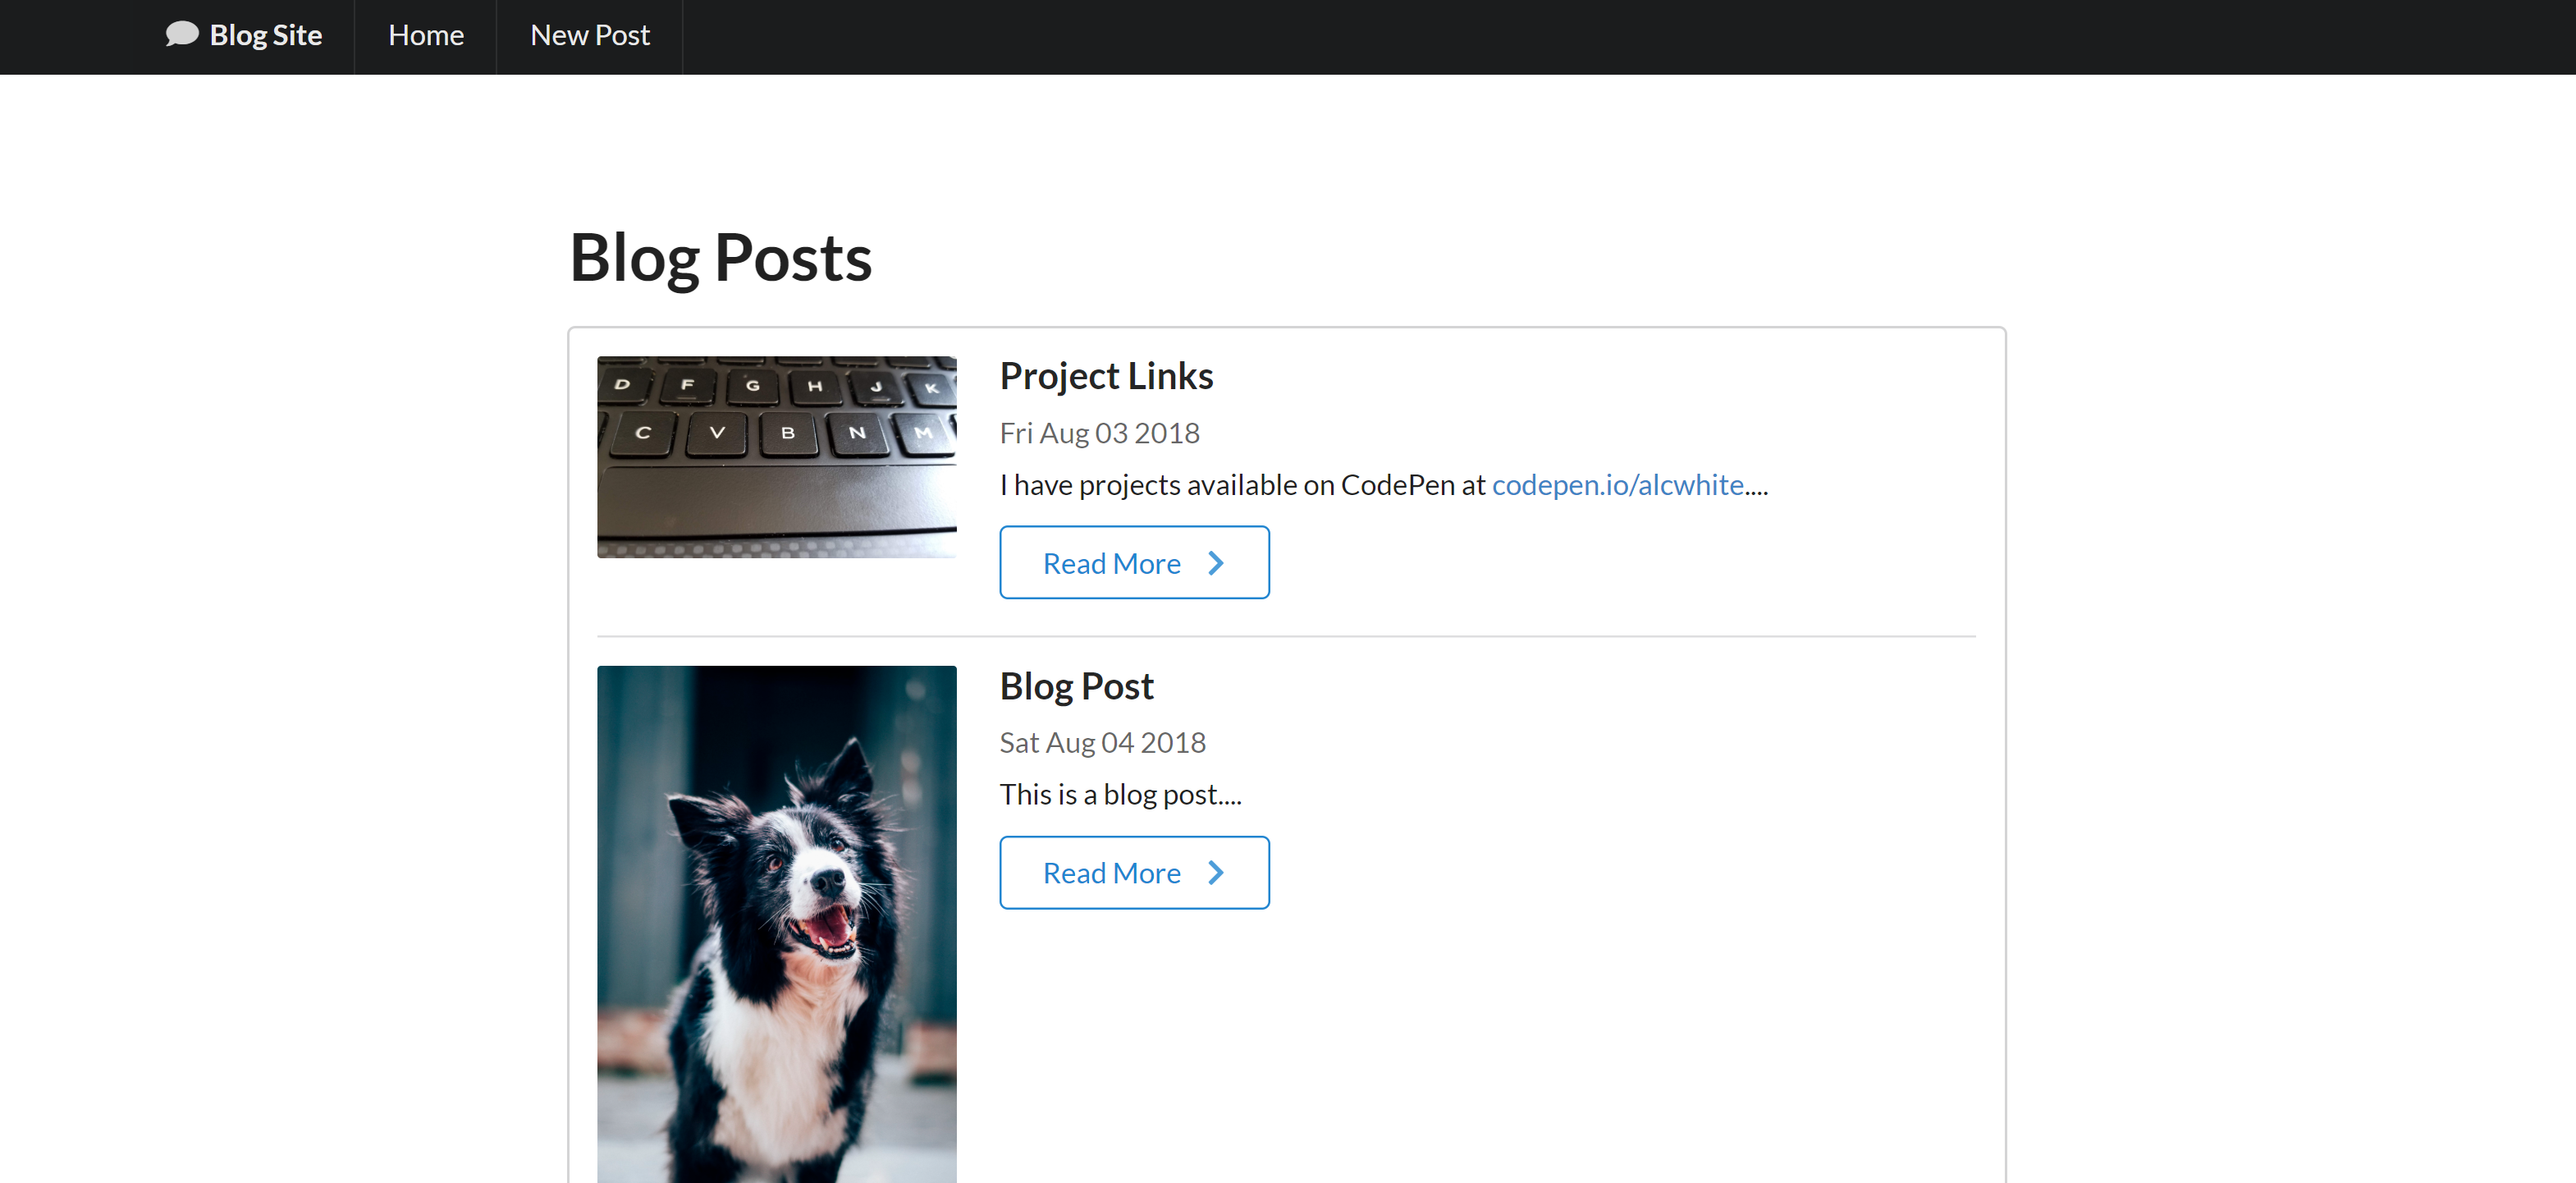 Blog Site Home New Post
Blog Posts
D F G H J K
C V B N M
Project Links
Fri Aug 03 2018
I have projects available on CodePen at codepen.io/alcwhite....
Read More
Blog Post
Sat Aug 04 2018
This is a blog post....
Read More